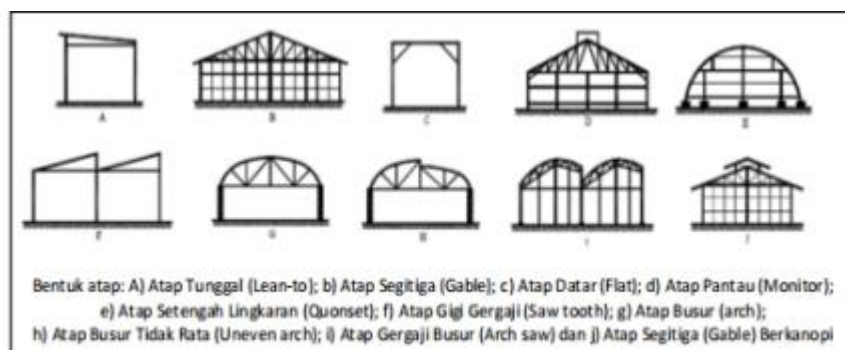 A B C D E
F G H I J
Bentuk atap: A) Atap Tunggal (Lean-to); b) Atap Segitiga (Gable); c) Atap Datar (Flat); d) Atap Pantau (Monitor);
e) Atap Setengah Lingkaran (Quonset); f) Atap Gigi Gergaji (Saw tooth); g) Atap Busur (arch);
h) Atap Busur Tidak Rata (Uneven arch); i) Atap Gergaji Busur (Arch saw) dan j) Atap Segitiga (Gable) Berkanopi